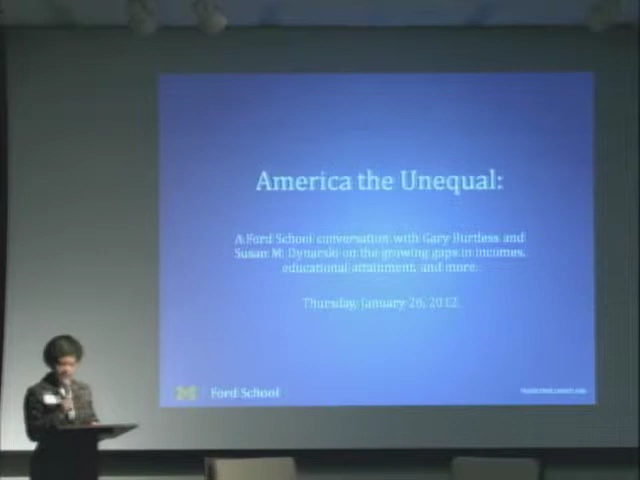 America the Unequal:
A Ford School conversation with Gary Burtless and
Susan M. Dynarski on the growing gaps in incomes,
educational attainment, and more.
Thursday, January 26, 2012
M Ford School